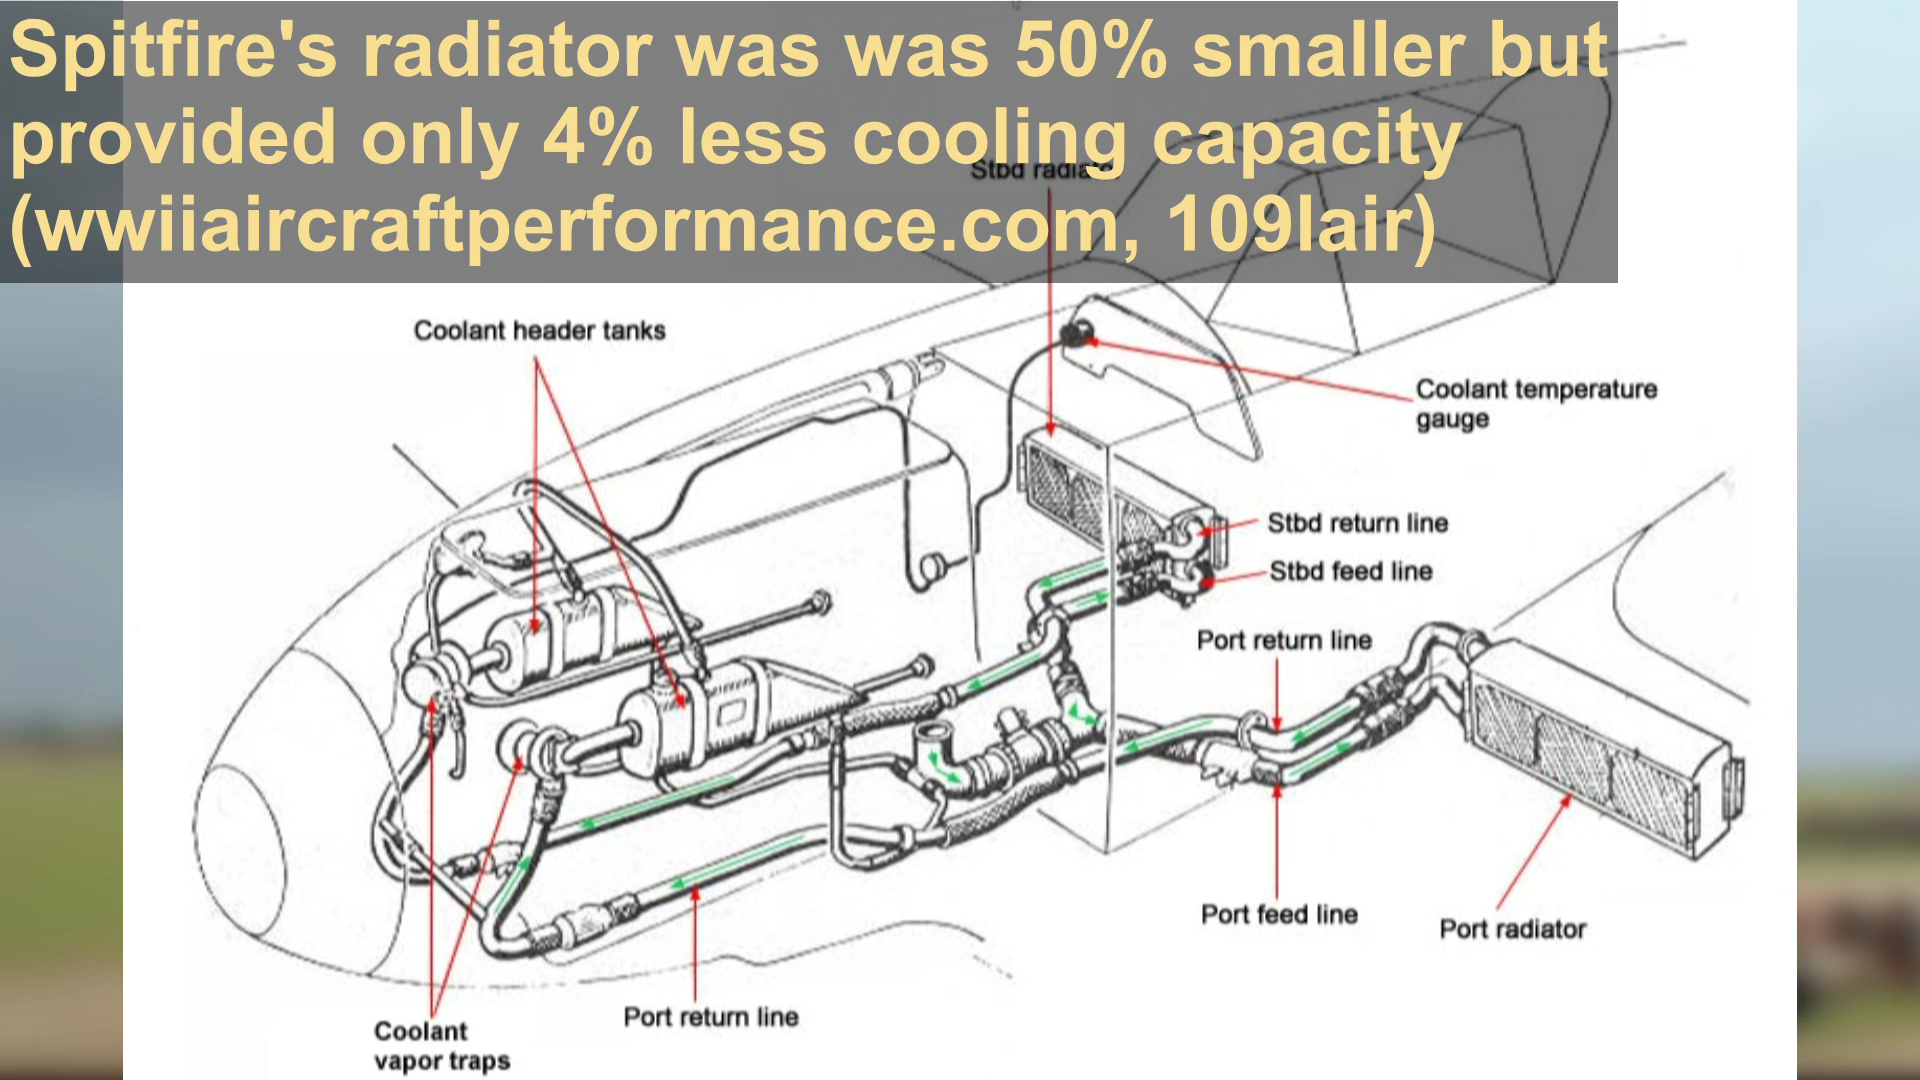 Spitfire's radiator was was 50% smaller but
provided only 4% less cooling capacity
(wwiiaircraftperformance.com, 109lair)
Stbd radiator
Coolant header tanks
Coolant temperature
gauge
Stbd return line
Stbd feed line
Port return line
Port feed line
Port radiator
Port return line
Coolant
vapor traps